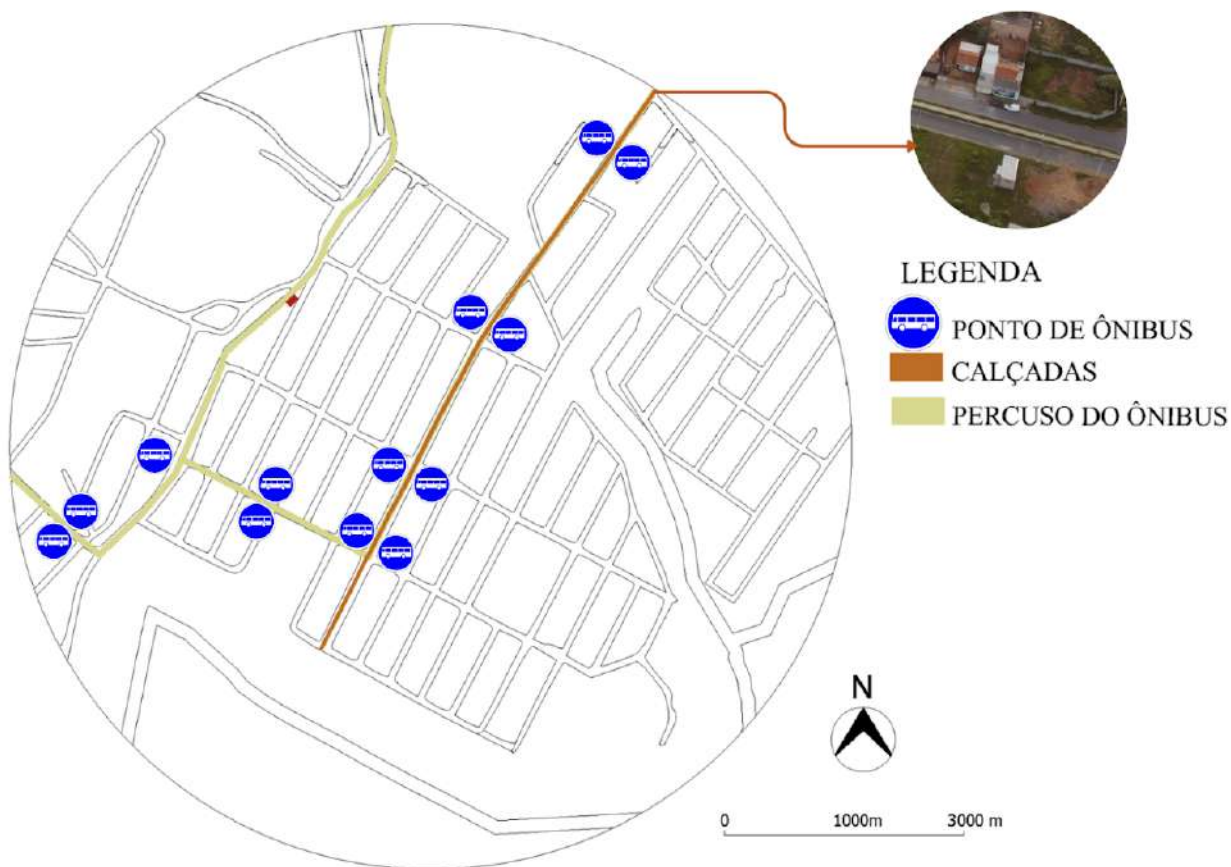 LEGENDA
PONTO DE ÔNIBUS
CALÇADAS
PERCUSO DO ÔNIBUS
N
0 1000m 3000 m